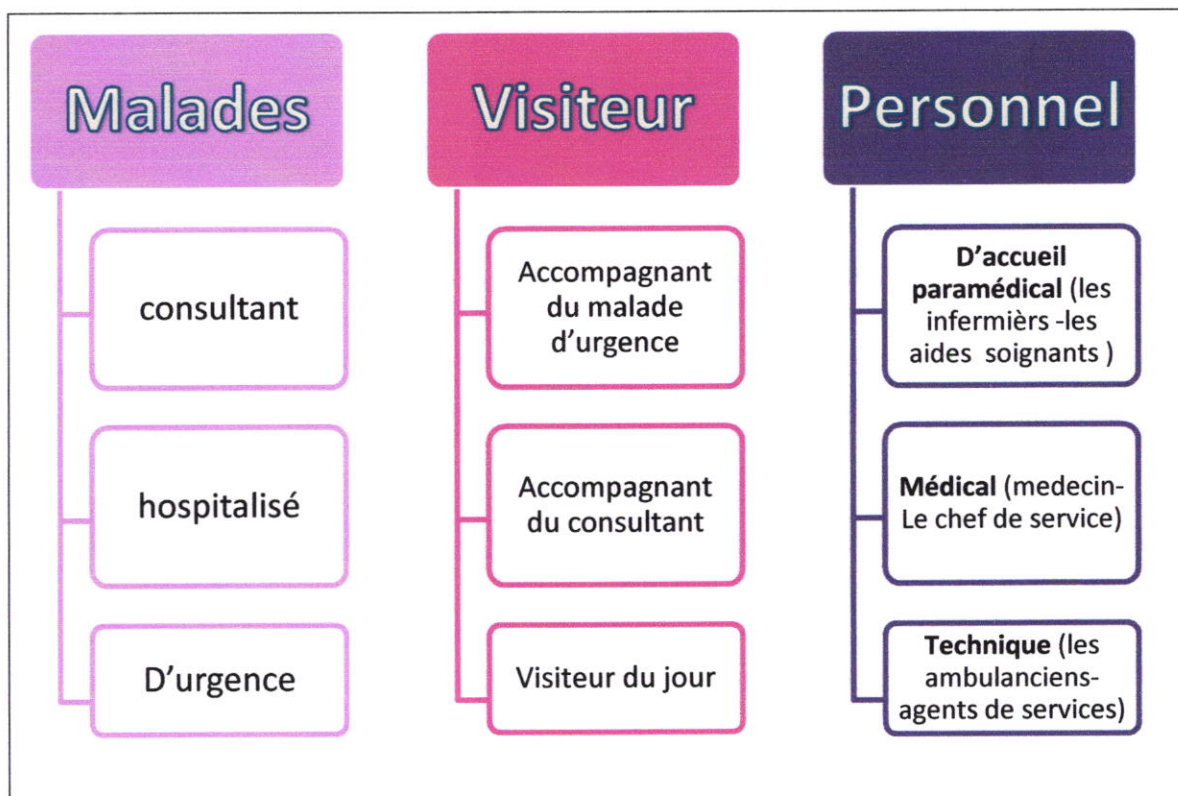 Malades
consultant
hospitalisé
D'urgence
Visiteur
Accompagnant
du malade
d'urgence
Accompagnant
du consultant
Visiteur du jour
Personnel
D'accueil
paramédical (les
infermièrs -les
aides soignants )
Médical (medecin-
Le chef de service)
Technique (les
ambulanciens-
agents de services)